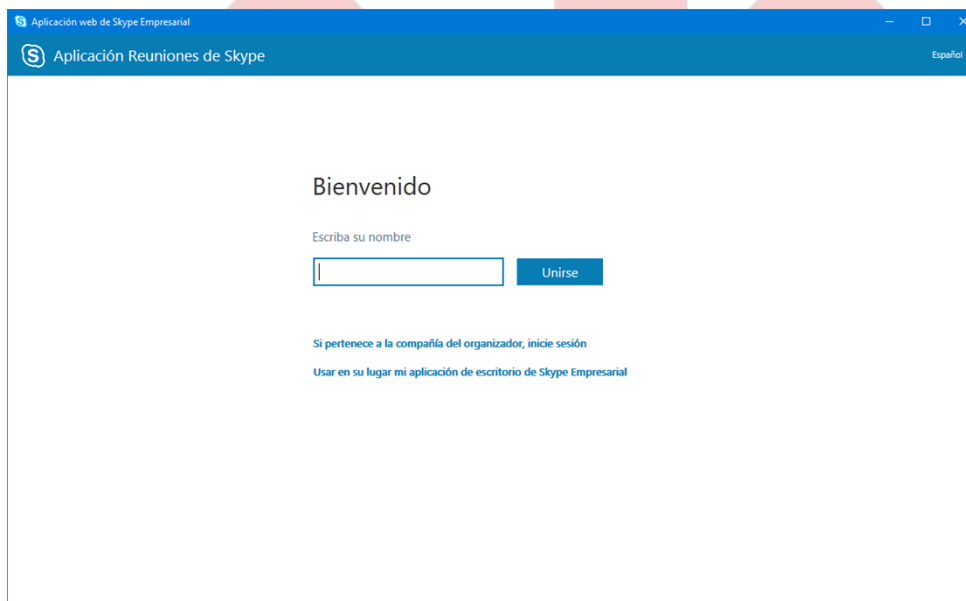 Aplicación web de Skype Empresarial
Aplicación Reuniones de Skype
Español
Bienvenido
Escriba su nombre
Unirse
Si pertenece a la compañía del organizador, inicie sesión
Usar en su lugar mi aplicación de escritorio de Skype Empresarial